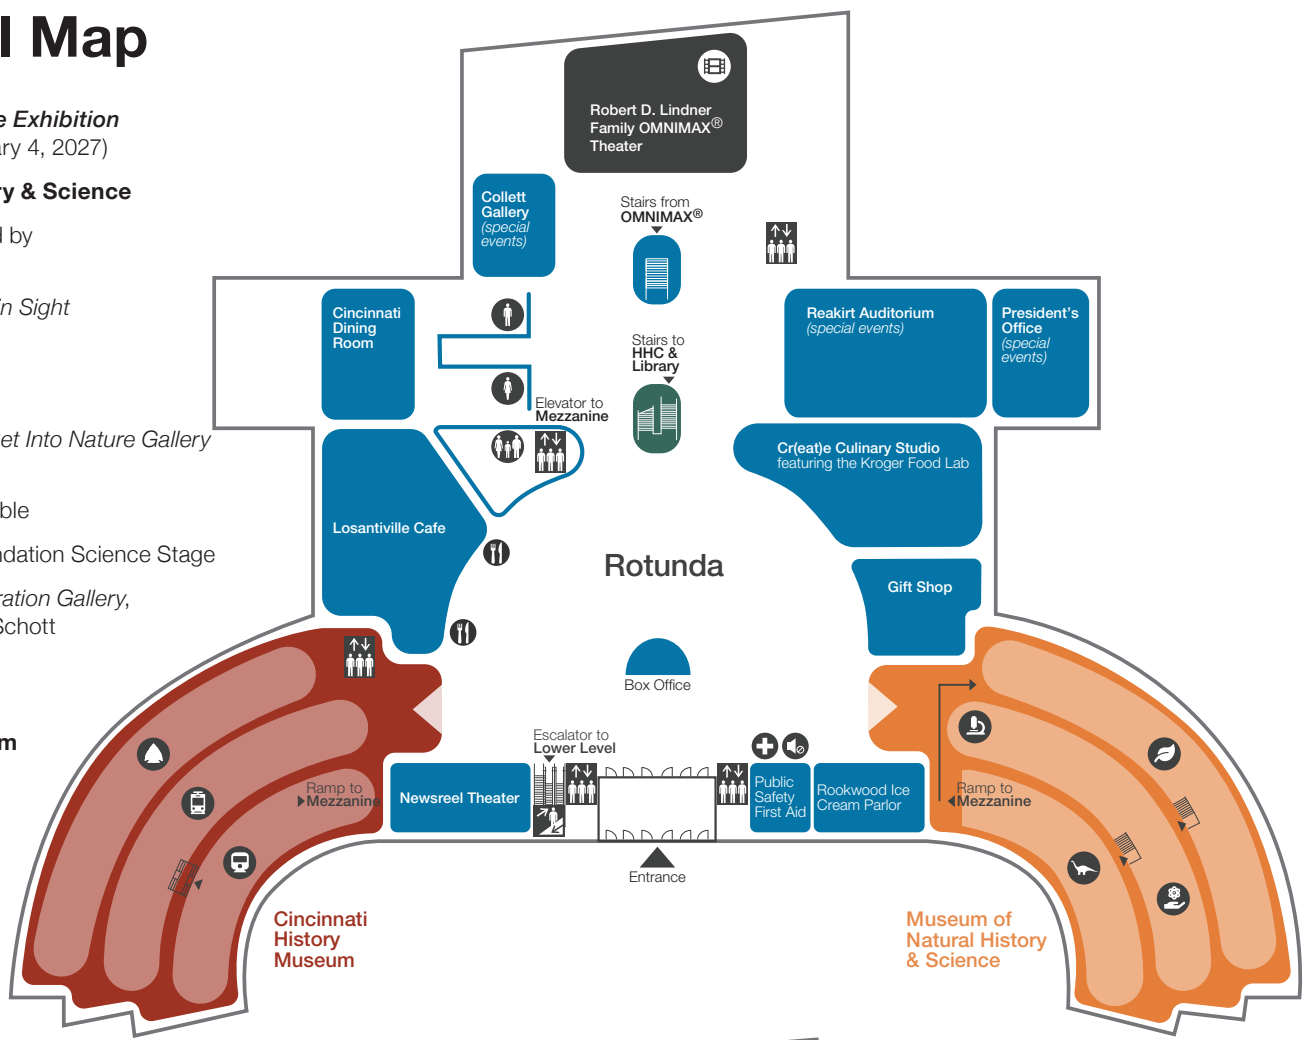 l Map
e Exhibition
ary 4, 2027)
ry & Science
d by
in Sight
et Into Nature Gallery
ble
ndation Science Stage
ration Gallery,
Schott
m
Robert D. Lindner
Family OMNIMAX®
Theater
Collett
Gallery
(special
events)
Stairs from
OMNIMAX®
Cincinnati
Dining
Room
Stairs to
HHC &
Library
Reakirt Auditorium
(special events)
President's
Office
(special
events)
Elevator to
Mezzanine
Cr(eat)e Culinary Studio
featuring the Kroger Food Lab
Losantiville Cafe
Rotunda
Gift Shop
Box Office
Escalator to
Lower Level
Ramp to
Mezzanine
Newsreel Theater
Public
Safety
First Aid
Rookwood Ice
Cream Parlor
Ramp to
Mezzanine
Entrance
Cincinnati
History
Museum
Museum of
Natural History
& Science